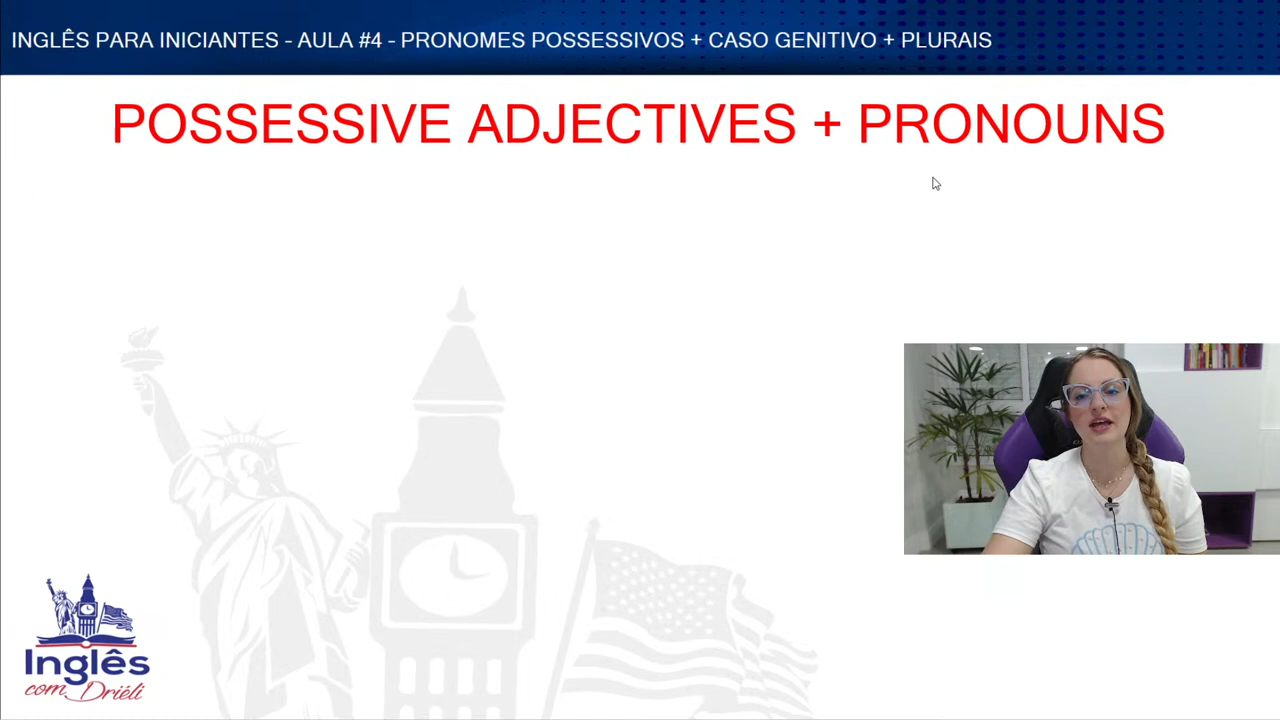 INGLÊS PARA INICIANTES - AULA #4 - PRONOMES POSSESSIVOS + CASO GENITIVO + PLURAIS
POSSESSIVE ADJECTIVES + PRONOUNS
Inglês
com Driéli